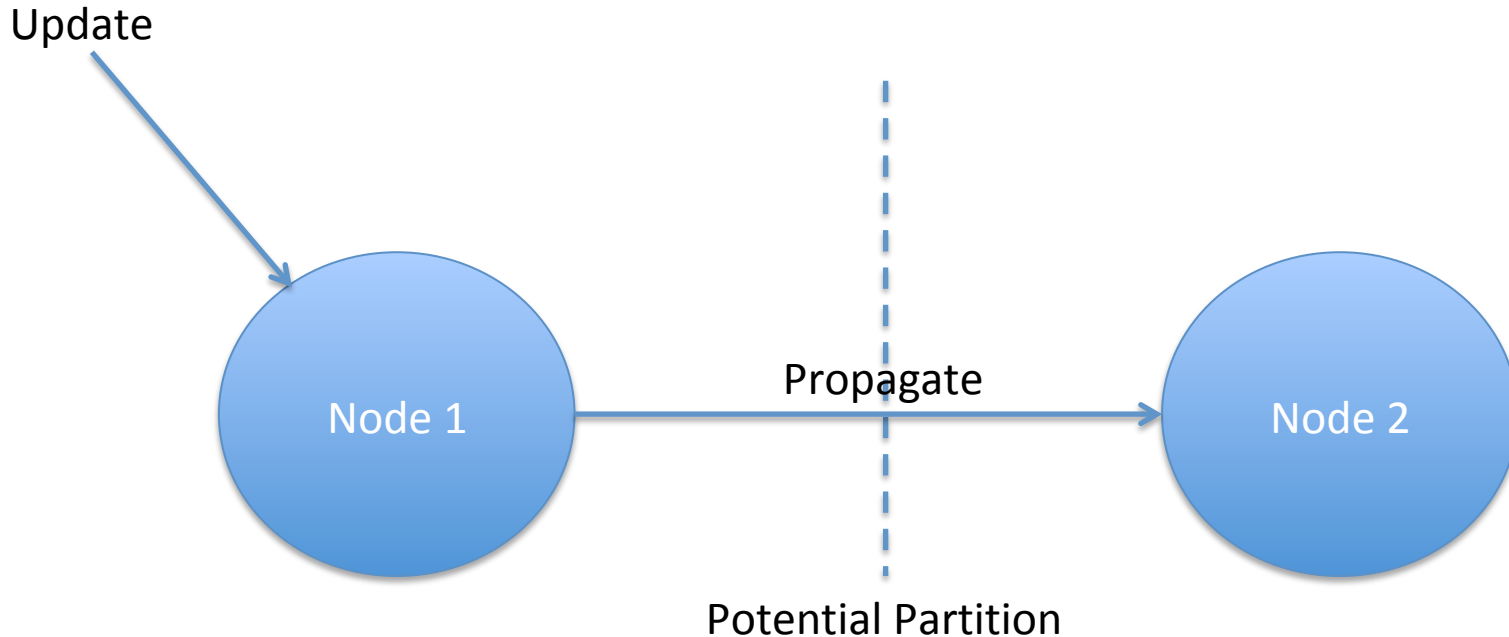 Update
Propagate
Node 1
Node 2
Potential Partition